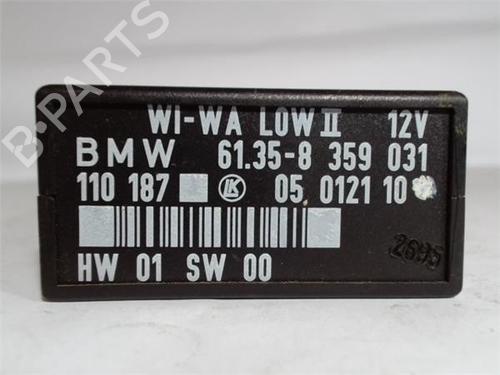 B-PARTS
WI-WA LOW II 12V
BMW 61.35-8 359 031
110 187 LK 05 0121 10
HW 01 SW 00
2695